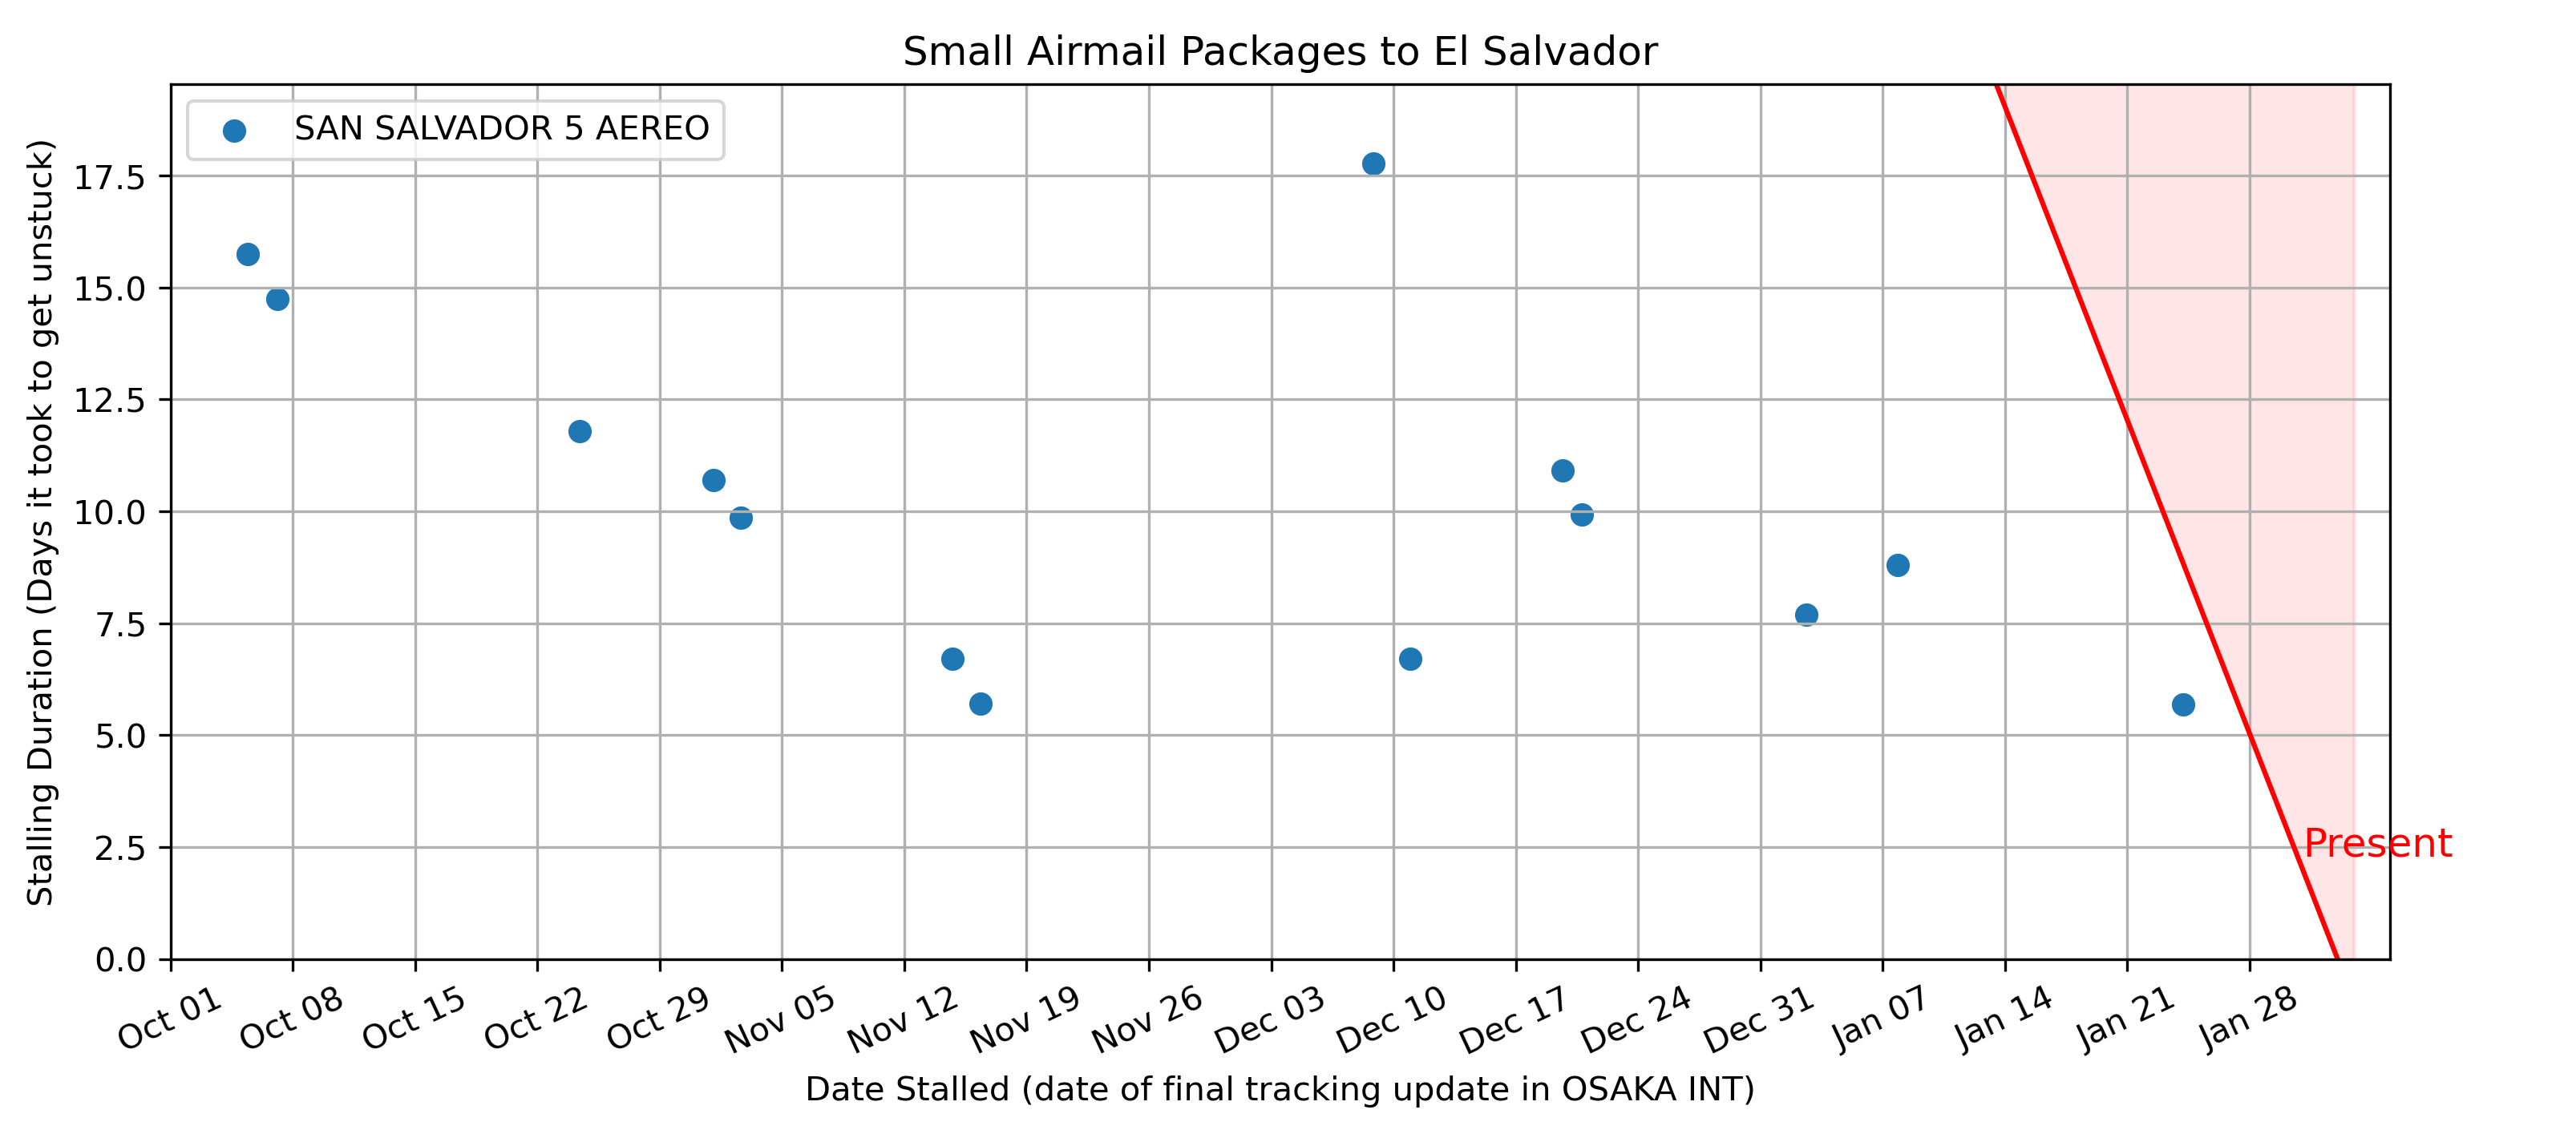 Small Airmail Packages to El Salvador
SAN SALVADOR 5 AEREO
Stalling Duration (Days it took to get unstuck)
17.5
15.0
12.5
10.0
7.5
5.0
2.5
0.0
Present
Oct 01
Oct 08
Oct 15
Oct 22
Oct 29
Nov 05
Nov 12
Nov 19
Nov 26
Dec 03
Dec 10
Dec 17
Dec 24
Dec 31
Jan 07
Jan 14
Jan 21
Jan 28
Date Stalled (date of final tracking update in OSAKA INT)